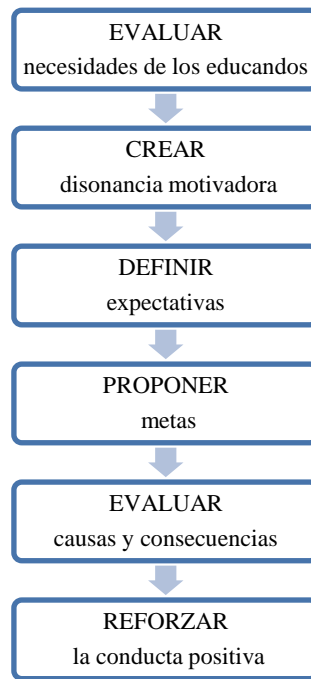 EVALUAR
necesidades de los educandos
CREAR
disonancia motivadora
DEFINIR
expectativas
PROPONER
metas
EVALUAR
causas y consecuencias
REFORZAR
la conducta positiva